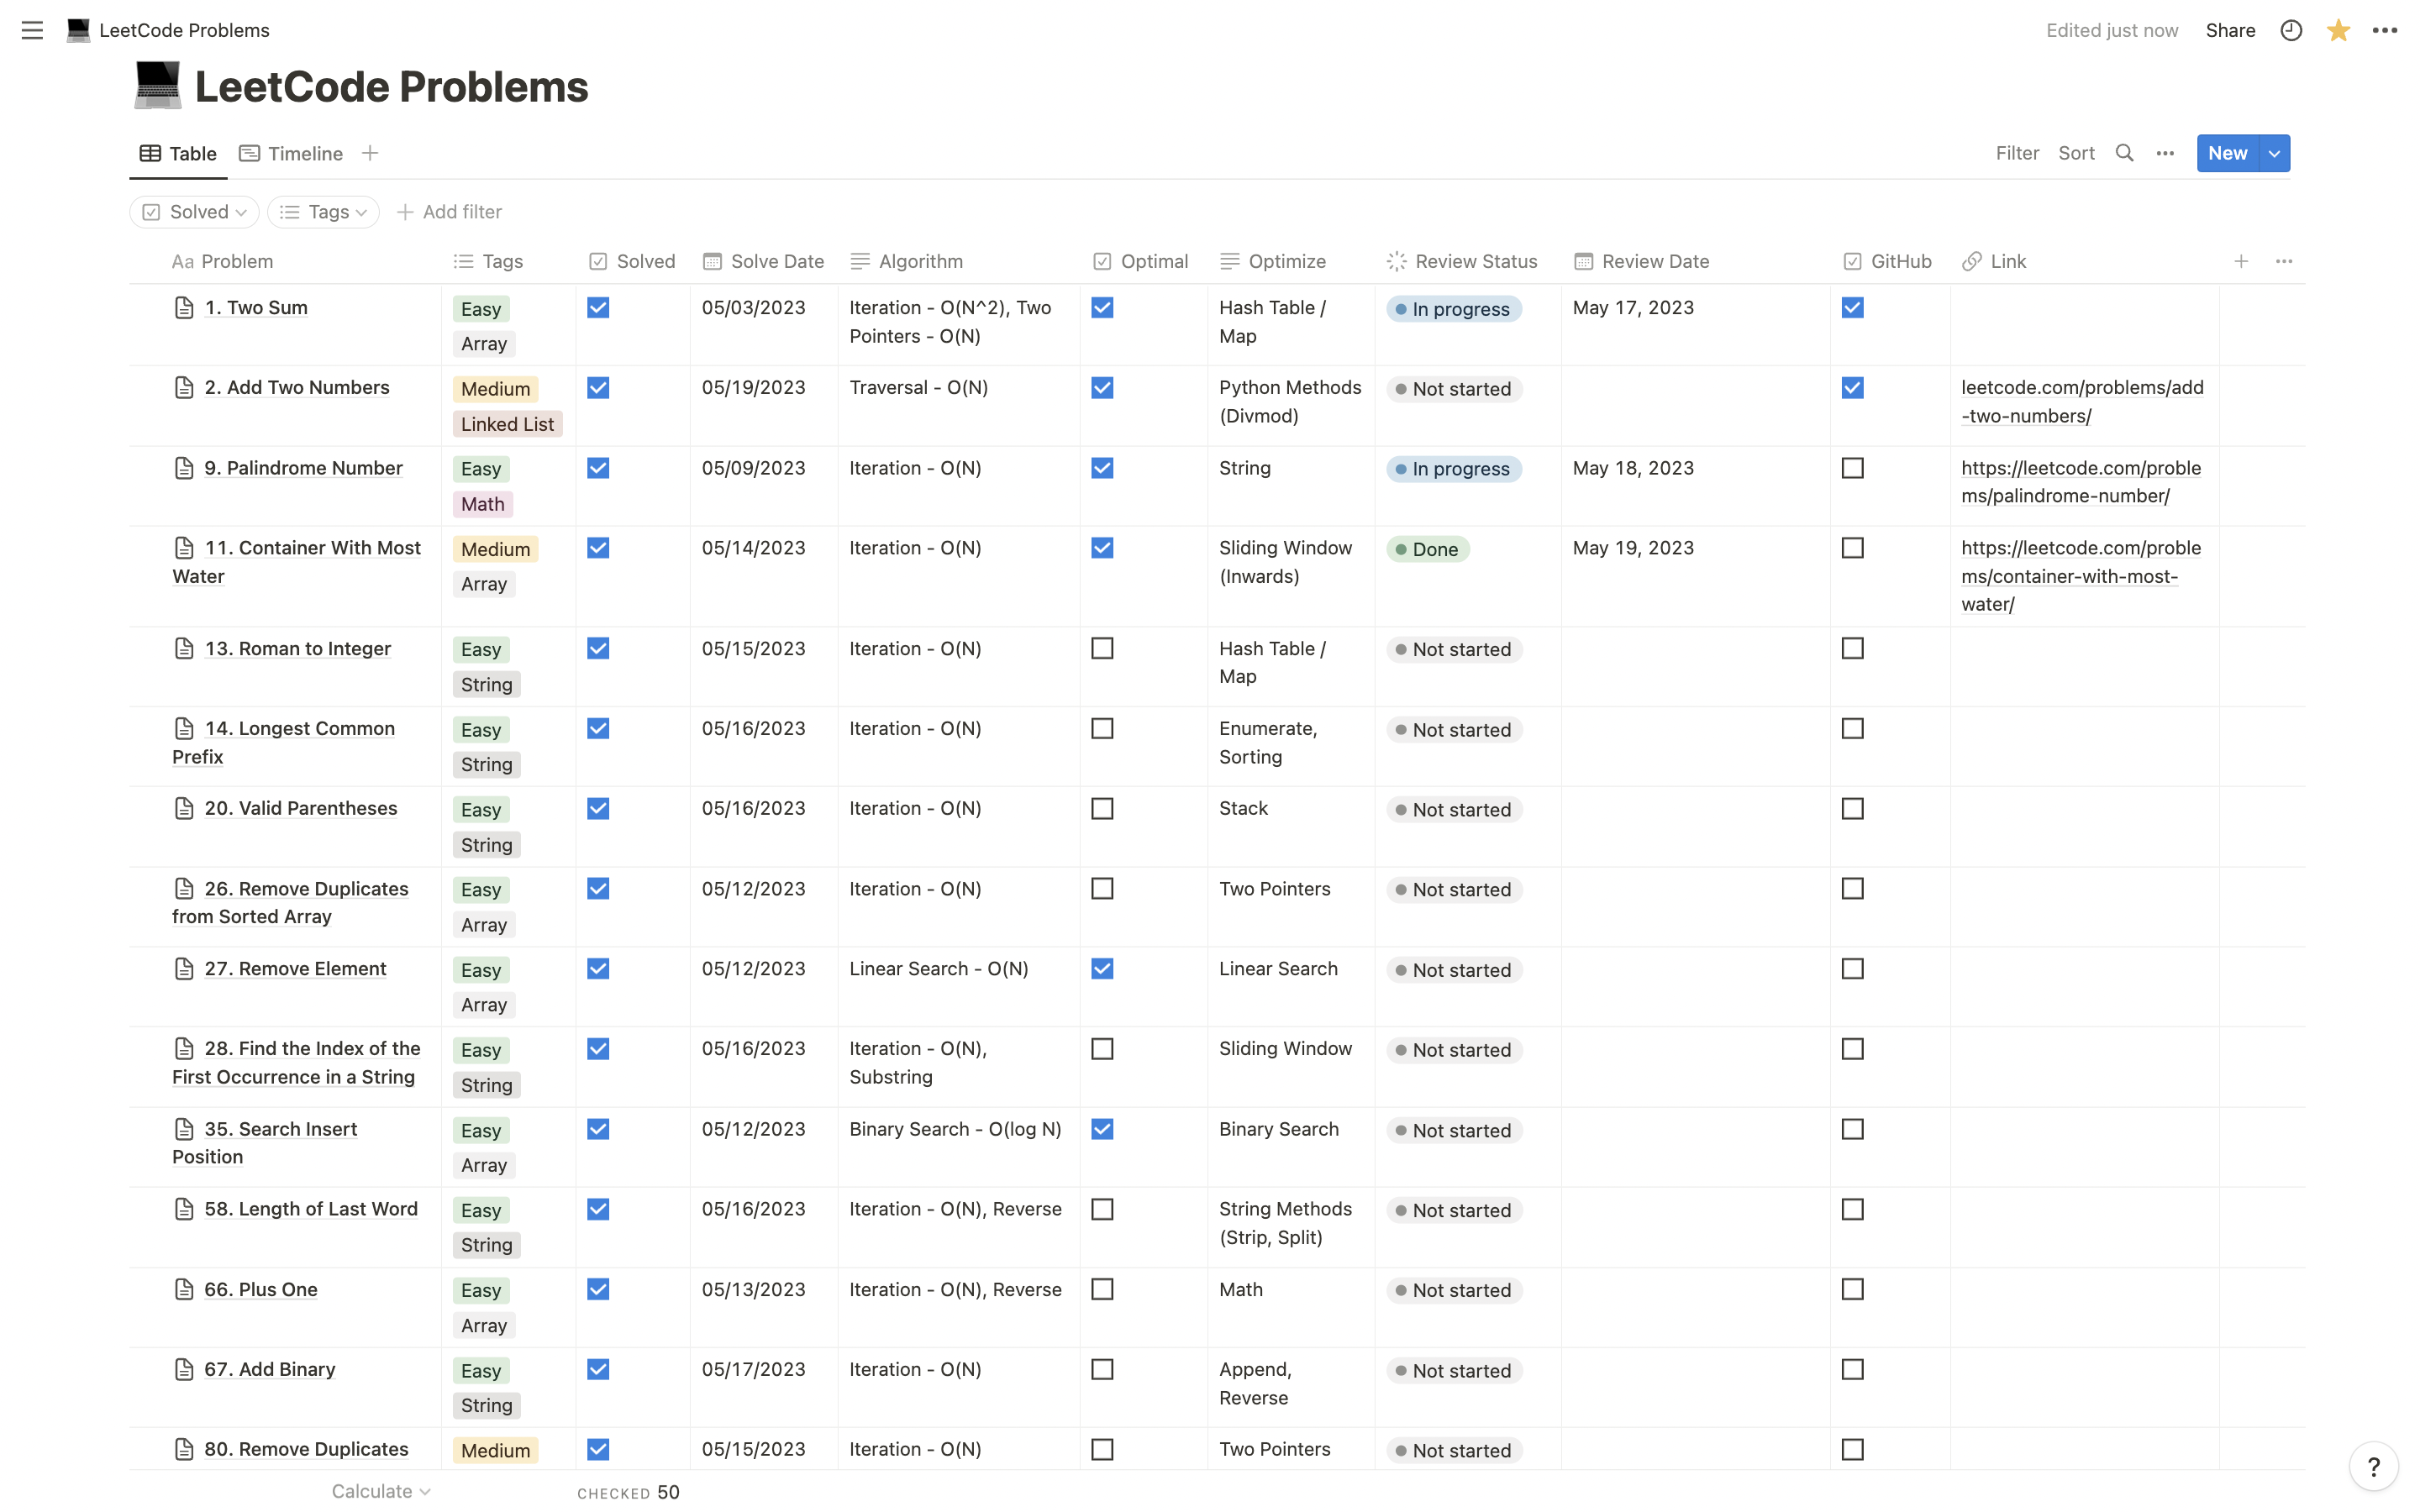 LeetCode Problems
Edited just now Share
LeetCode Problems
Table Timeline
Filter Sort New
Solved Tags Add filter
Aa Problem Tags Solved Solve Date Algorithm Optimal Optimize Review Status Review Date GitHub Link
1. Two Sum Easy 05/03/2023 Iteration - O(N^2), Two Hash Table / In progress May 17, 2023
Array Pointers - O(N) Map
2. Add Two Numbers Medium 05/19/2023 Traversal - O(N) Python Methods Not started leetcode.com/problems/add
Linked List (Divmod) -two-numbers/
9. Palindrome Number Easy 05/09/2023 Iteration - O(N) String In progress May 18, 2023 https://leetcode.com/proble
Math ms/palindrome-number/
11. Container With Most Medium 05/14/2023 Iteration - O(N) Sliding Window Done May 19, 2023 https://leetcode.com/proble
Water Array (Inwards) ms/container-with-most-
water/
13. Roman to Integer Easy 05/15/2023 Iteration - O(N) Hash Table / Not started
String Map
14. Longest Common Easy 05/16/2023 Iteration - O(N) Enumerate, Not started
Prefix String Sorting
20. Valid Parentheses Easy 05/16/2023 Iteration - O(N) Stack Not started
String
26. Remove Duplicates Easy 05/12/2023 Iteration - O(N) Two Pointers Not started
from Sorted Array Array
27. Remove Element Easy 05/12/2023 Linear Search - O(N) Linear Search Not started
Array
28. Find the Index of the Easy 05/16/2023 Iteration - O(N), Sliding Window Not started
First Occurrence in a String String Substring
35. Search Insert Easy 05/12/2023 Binary Search - O(log N) Binary Search Not started
Position Array
58. Length of Last Word Easy 05/16/2023 Iteration - O(N), Reverse String Methods Not started
String (Strip, Split)
66. Plus One Easy 05/13/2023 Iteration - O(N), Reverse Math Not started
Array
67. Add Binary Easy 05/17/2023 Iteration - O(N) Append, Not started
String Reverse
80. Remove Duplicates Medium 05/15/2023 Iteration - O(N) Two Pointers Not started
Calculate CHECKED 50
?